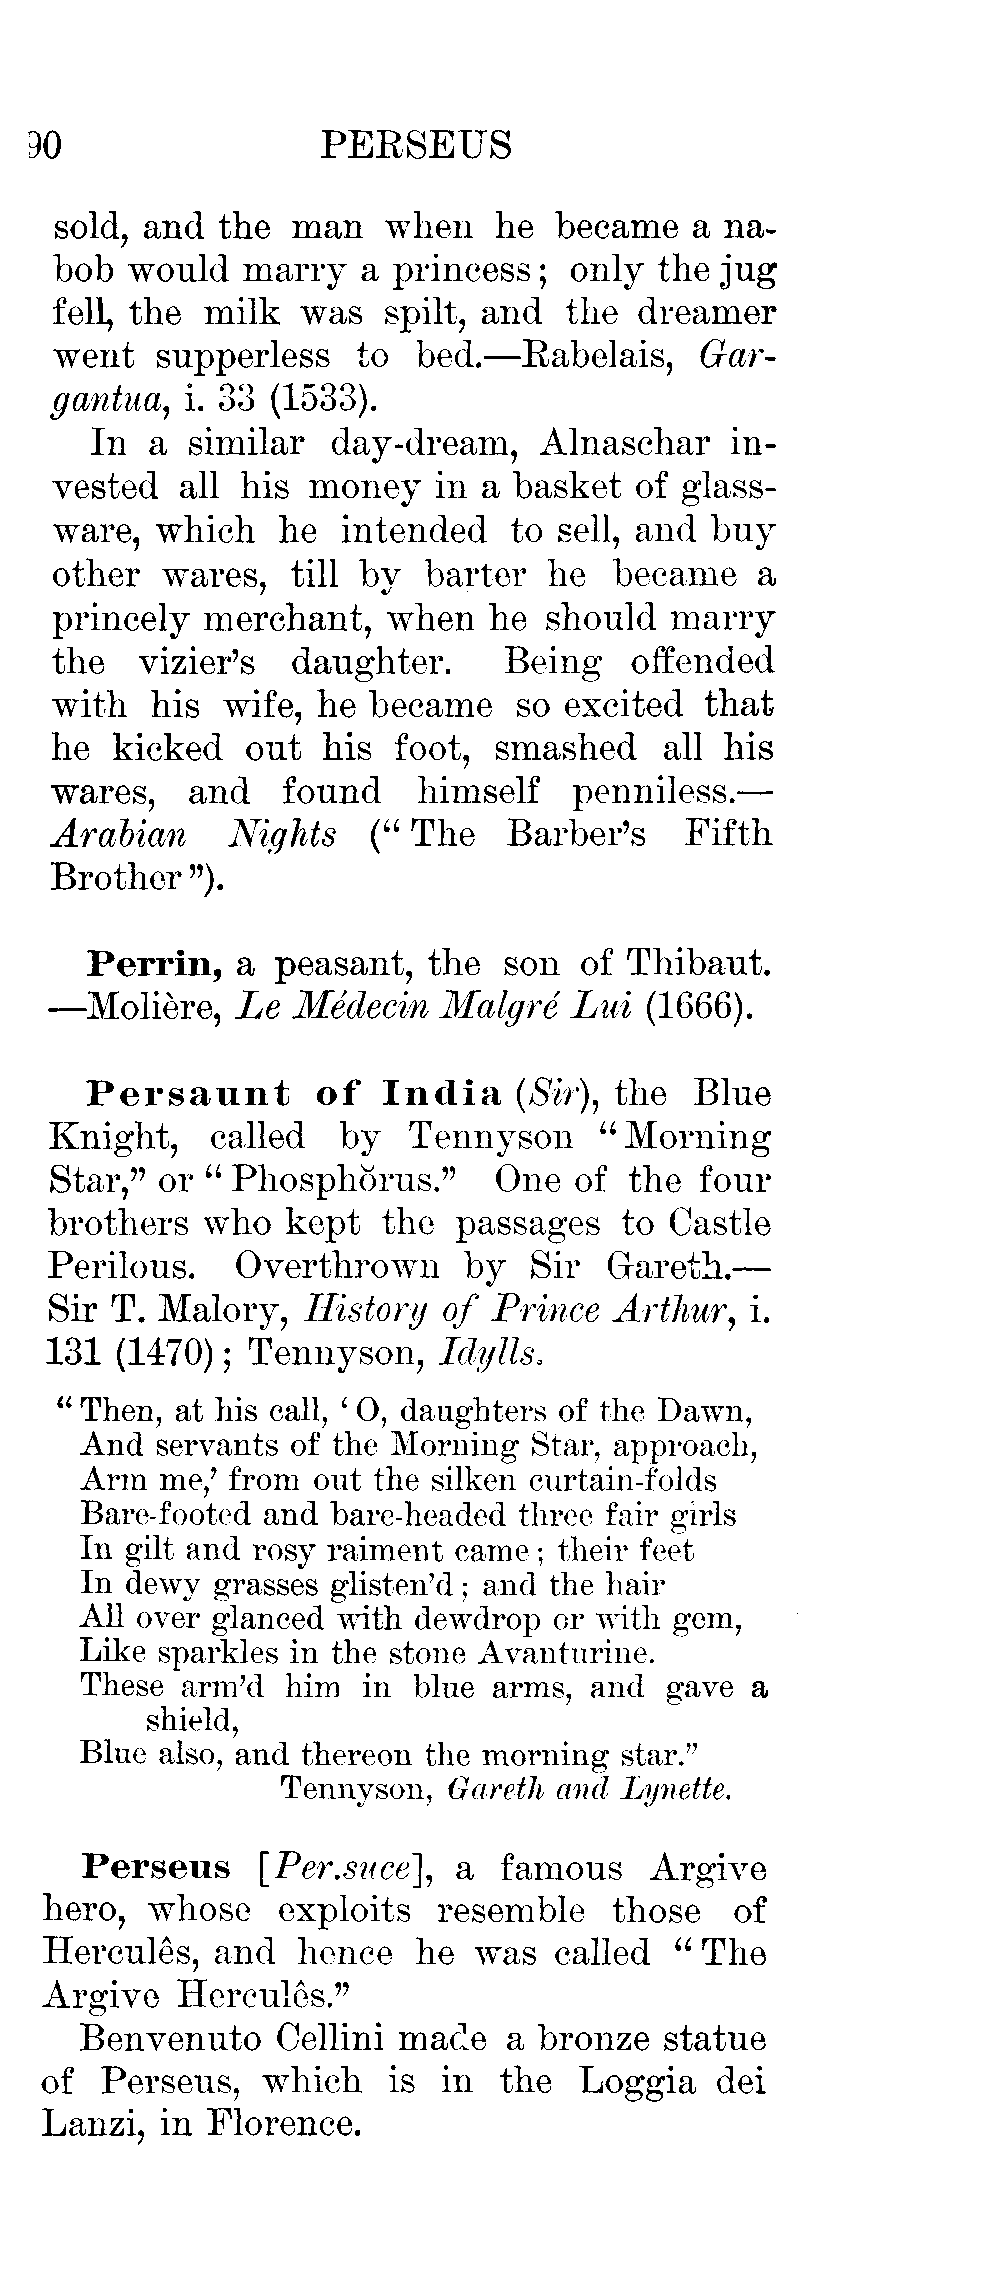 90 PERSEUS
sold, and the man when he became a na-
bob would marry a princess; only the jug
fell, the milk was spilt, and the dreamer
went supperless to bed.—Rabelais, Gar-
gantua, i. 33 (1533).
In a similar day-dream, Alnaschar in-
vested all his money in a basket of glass-
ware, which he intended to sell, and buy
other wares, till by barter he became a
princely merchant, when he should marry
the vizier's daughter. Being offended
with his wife, he became so excited that
he kicked out his foot, smashed all his
wares, and found himself penniless.—
Arabian Nights ("The Barber's Fifth
Brother").
Perrin, a peasant, the son of Thibaut.
—Molière, Le Médecin Malgré Lui (1666).
Persaunt of India (Sir), the Blue
Knight, called by Tennyson "Morning
Star," or "Phosphŏrus." One of the four
brothers who kept the passages to Castle
Perilous. Overthrown by Sir Gareth.—
Sir T. Malory, History of Prince Arthur, i.
131 (1470); Tennyson, Idylls.
"Then, at his call, 'O, daughters of the Dawn,
And servants of the Morning Star, approach,
Arm me,' from out the silken curtain-folds
Bare-footed and bare-headed three fair girls
In gilt and rosy raiment came; their feet
In dewy grasses glisten'd; and the hair
All over glanced with dewdrop or with gem,
Like sparkles in the stone Avanturine.
These arm'd him in blue arms, and gave a
shield,
Blue also, and thereon the morning star."
Tennyson, Gareth and Lynette.
Perseus [Per.suce], a famous Argive
hero, whose exploits resemble those of
Herculês, and hence he was called "The
Argive Herculês."
Benvenuto Cellini made a bronze statue
of Perseus, which is in the Loggia dei
Lanzi, in Florence.